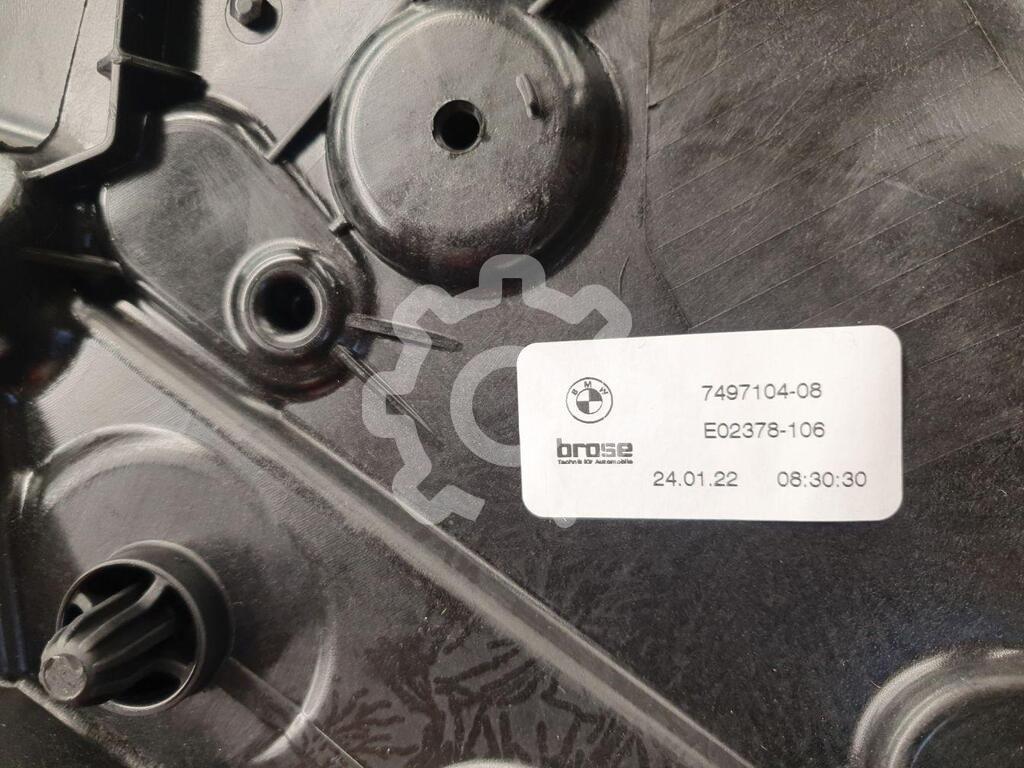 BMW
7497104-08
E02378-106
brose
Technik für Automobile
24.01.22 08:30:30